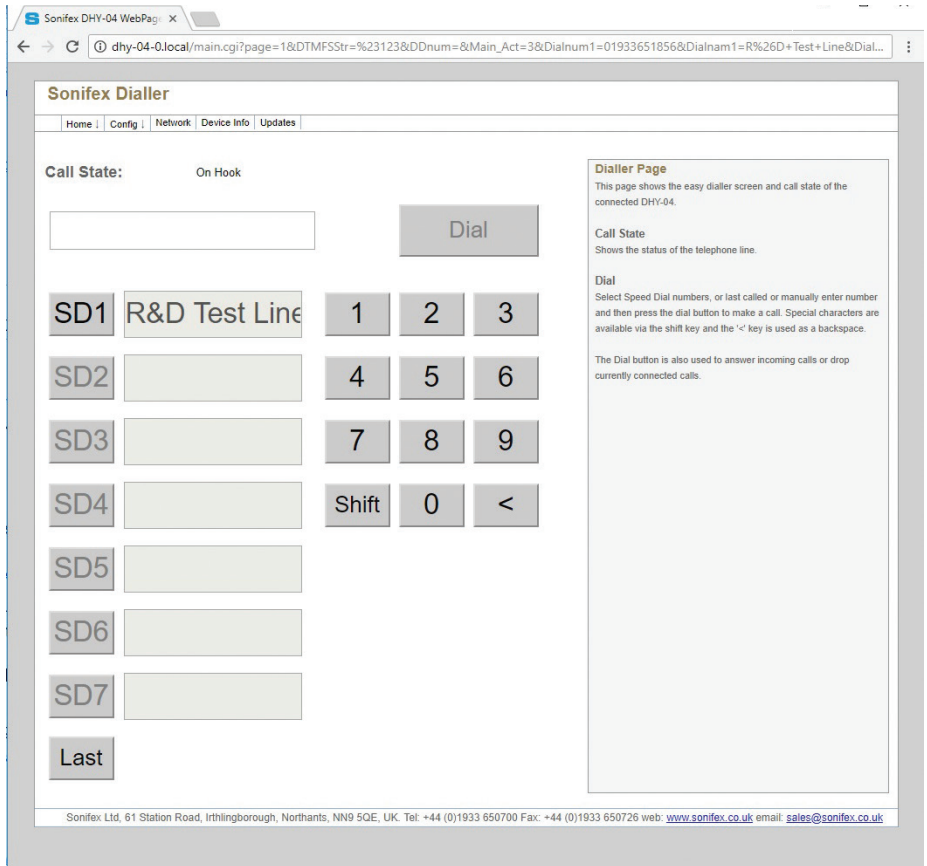 Sonifex DHY-04 WebPage
dhy-04-0.local/main.cgi?page=1&DTMFSStr=%23123&DDnum=&Main_Act=3&Dialnum1=01933651856&Dialnam1=R%26D+Test+Line&Dial...
Sonifex Dialler
Home ↓ Config ↓ Network Device Info Updates
Call State: On Hook
Dial
SD1 R&D Test Line 1 2 3
SD2 4 5 6
SD3 7 8 9
SD4 Shift 0 <
SD5
SD6
SD7
Last
Dialler Page
This page shows the easy dialler screen and call state of the
connected DHY-04.
Call State
Shows the status of the telephone line.
Dial
Select Speed Dial numbers, or last called or manually enter number
and then press the dial button to make a call. Special characters are
available via the shift key and the '<' key is used as a backspace.
The Dial button is also used to answer incoming calls or drop
currently connected calls.
Sonifex Ltd, 61 Station Road, Irthlingborough, Northants, NN9 5QE, UK. Tel: +44 (0)1933 650700 Fax: +44 (0)1933 650726 web: www.sonifex.co.uk email: sales@sonifex.co.uk